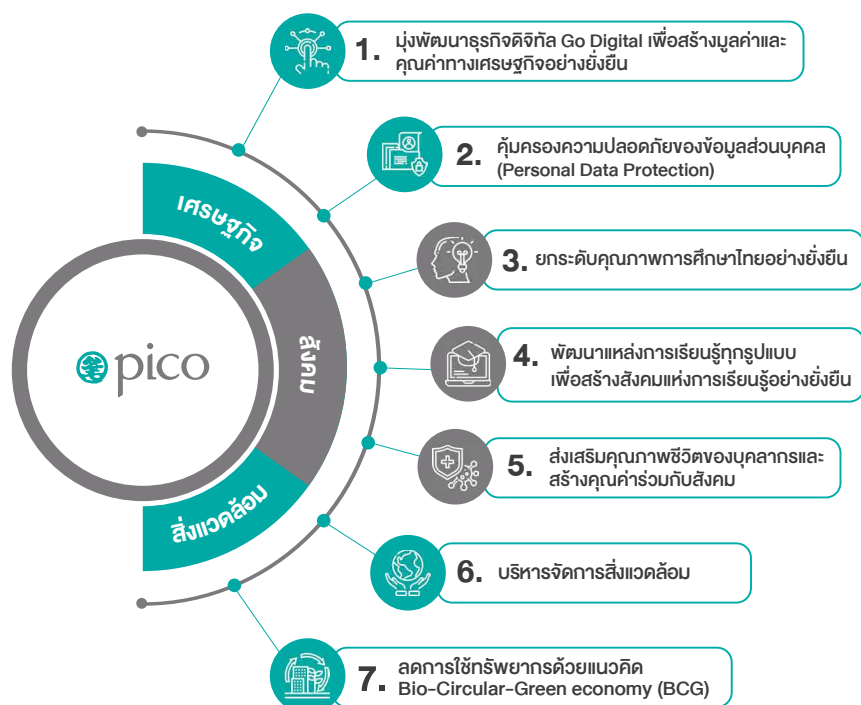 1. มุ่งพัฒนาธุรกิจดิจิทัล Go Digital เพื่อสร้างมูลค่าและ
คุณค่าทางเศรษฐกิจอย่างยั่งยืน
2. คุ้มครองความปลอดภัยของข้อมูลส่วนบุคคล
(Personal Data Protection)
เศรษฐกิจ
3. ยกระดับคุณภาพการศึกษาไทยอย่างยั่งยืน
สังคม
pico
4. พัฒนาแหล่งการเรียนรู้ทุกรูปแบบ
เพื่อสร้างสังคมแห่งการเรียนรู้อย่างยั่งยืน
5. ส่งเสริมคุณภาพชีวิตของบุคลากรและ
สร้างคุณค่าร่วมกับสังคม
สิ่งแวดล้อม
6. บริหารจัดการสิ่งแวดล้อม
7. ลดการใช้ทรัพยากรด้วยแนวคิด
Bio-Circular-Green economy (BCG)